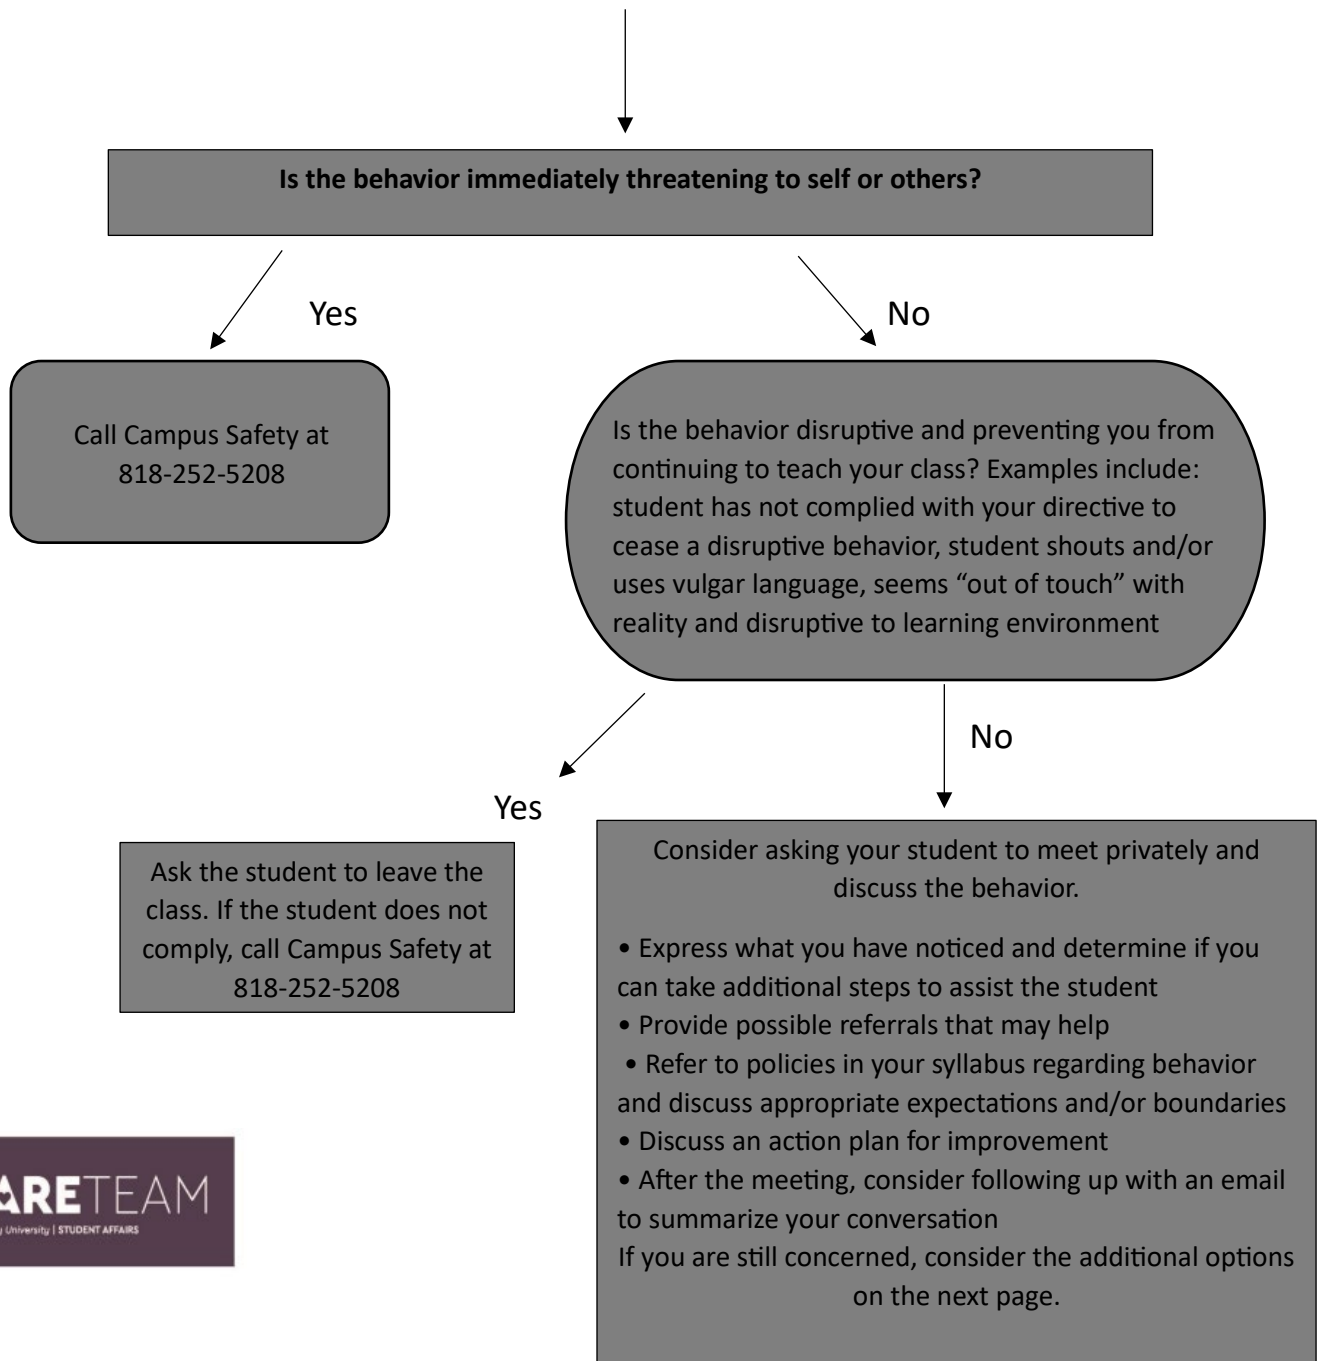 Is the behavior immediately threatening to self or others?
Yes
No
Call Campus Safety at
818-252-5208
Is the behavior disruptive and preventing you from
continuing to teach your class? Examples include:
student has not complied with your directive to
cease a disruptive behavior, student shouts and/or
uses vulgar language, seems “out of touch” with
reality and disruptive to learning environment
Yes
No
Ask the student to leave the
class. If the student does not
comply, call Campus Safety at
818-252-5208
Consider asking your student to meet privately and
discuss the behavior.
• Express what you have noticed and determine if you
can take additional steps to assist the student
• Provide possible referrals that may help
• Refer to policies in your syllabus regarding behavior
and discuss appropriate expectations and/or boundaries
• Discuss an action plan for improvement
• After the meeting, consider following up with an email
to summarize your conversation
If you are still concerned, consider the additional options
on the next page.
ARETEAM
University | STUDENT AFFAIRS